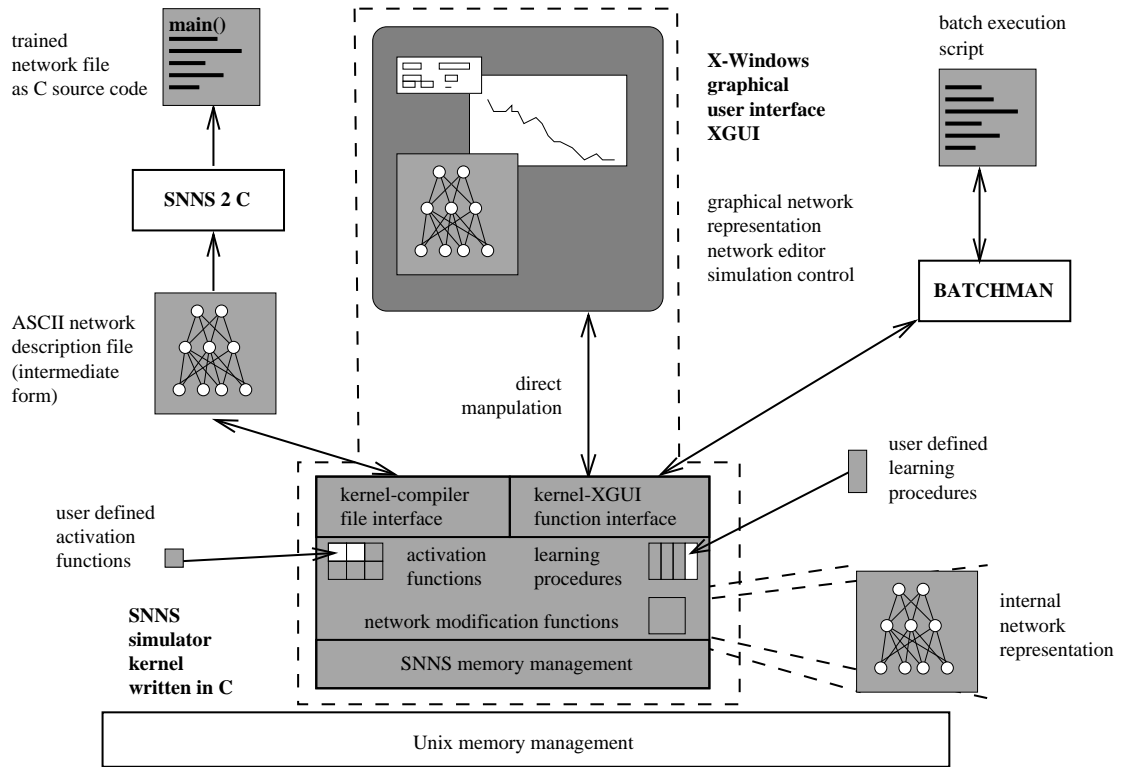 main()
trained
network file
as C source code
SNNS 2 C
ASCII network
description file
(intermediate
form)
X-Windows
graphical
user interface
XGUI
graphical network
representation
network editor
simulation control
batch execution
script
BATCHMAN
direct
manpulation
user defined
learning
procedures
kernel-compiler
file interface
kernel-XGUI
function interface
user defined
activation
functions
activation
functions
learning
procedures
network modification functions
SNNS memory management
SNNS
simulator
kernel
written in C
internal
network
representation
Unix memory management